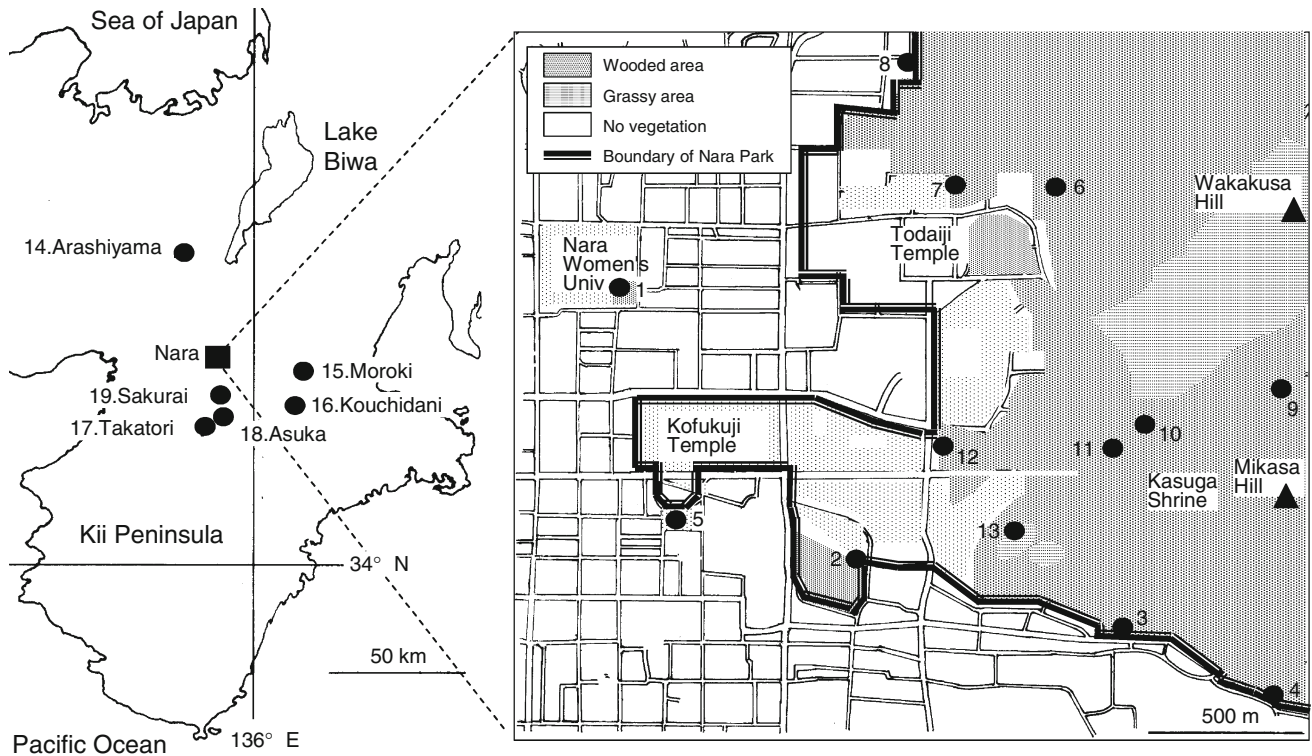 Sea of Japan
Lake
Biwa
14.Arashiyama
Nara
15.Moroki
19.Sakurai
16.Kouchidani
17.Takatori
18.Asuka
Kii Peninsula
34° N
50 km
136° E
Pacific Ocean
Wooded area
Grassy area
No vegetation
Boundary of Nara Park
8
7
6
Wakakusa
Hill
Nara
Women's
Univ
1
Todaiji
Temple
9
Kofukuji
Temple
10
11
12
Kasuga
Shrine
Mikasa
Hill
5
13
2
3
4
500 m